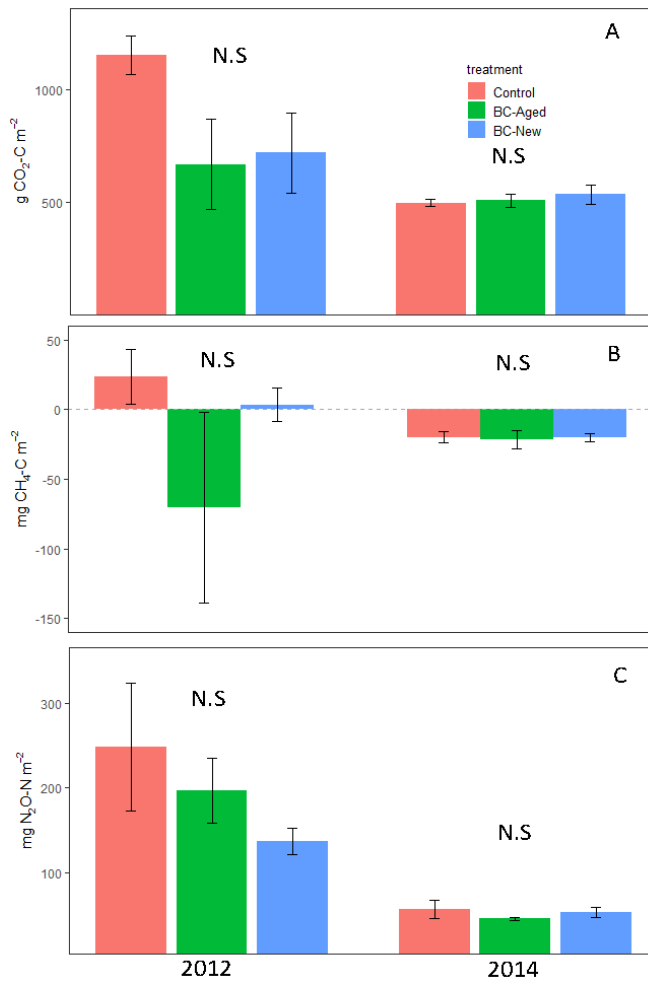 A
N.S
treatment
Control
BC-Aged
BC-New
N.S
1000
500
g CO₂-C m⁻²
B
N.S
N.S
50
0
-50
-100
-150
mg CH₄-C m⁻²
C
N.S
N.S
300
200
100
mg N₂O-N m⁻²
2012
2014